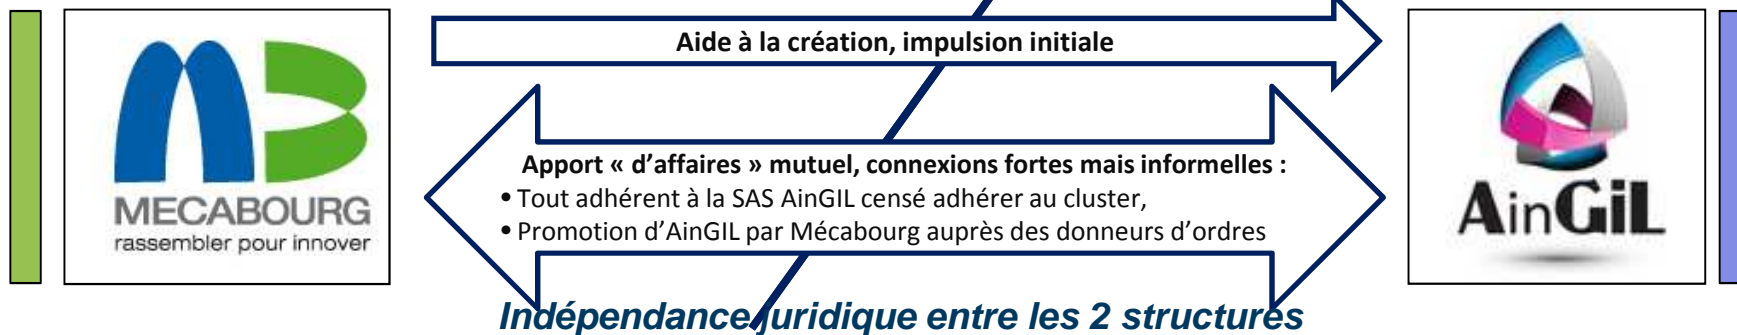 Aide à la création, impulsion initiale
MECABOURG
rassembler pour innover
Apport « d’affaires » mutuel, connexions fortes mais informelles :
• Tout adhérent à la SAS AinGIL censé adhérer au cluster,
• Promotion d’AinGIL par Mécabourg auprès des donneurs d’ordres
AinGiL
Indépendance juridique entre les 2 structures